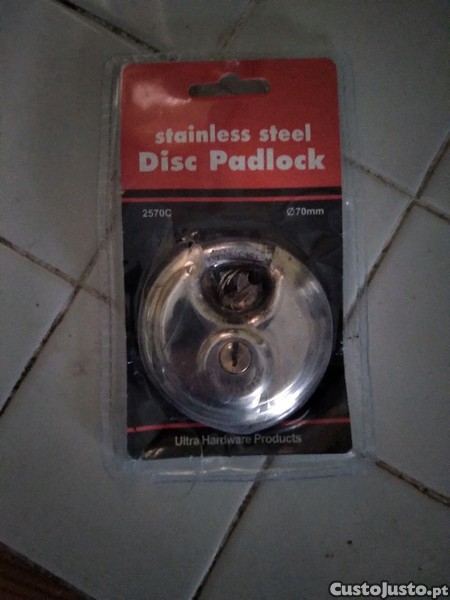 stainless steel
Disc Padlock
2570C Ø70mm
Ultra Hardware Products
CustoJusto.pt